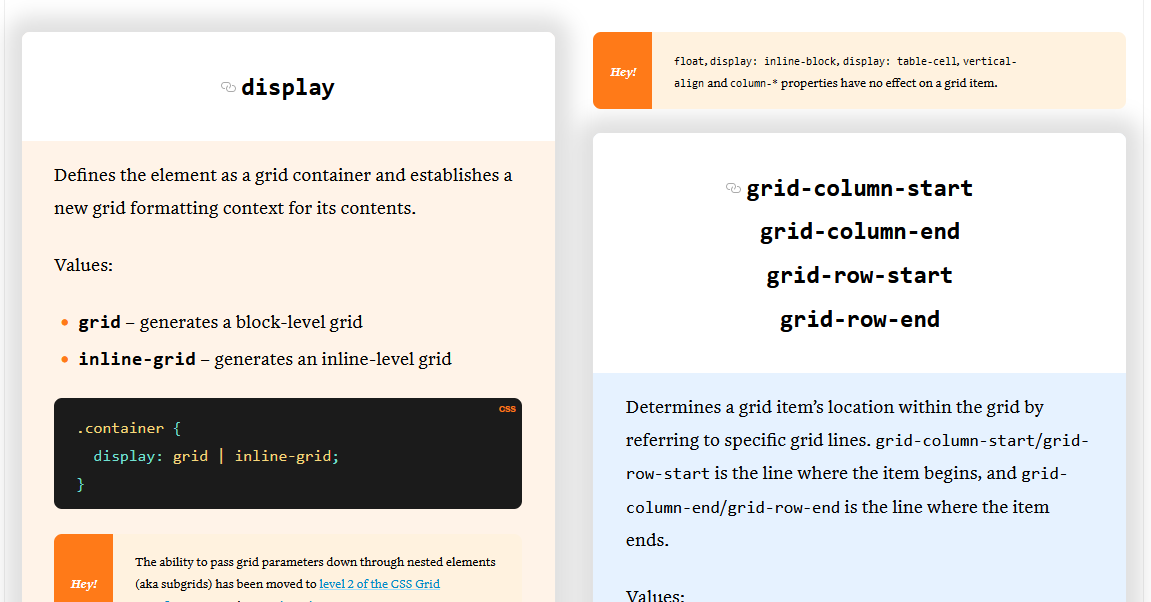 display
Defines the element as a grid container and establishes a
new grid formatting context for its contents.
Values:
grid – generates a block-level grid
inline-grid – generates an inline-level grid
CSS
.container {
display: grid | inline-grid;
}
Hey!
The ability to pass grid parameters down through nested elements
(aka subgrids) has been moved to level 2 of the CSS Grid
Hey!
float, display: inline-block, display: table-cell, vertical-
align and column-* properties have no effect on a grid item.
grid-column-start
grid-column-end
grid-row-start
grid-row-end
Determines a grid item’s location within the grid by
referring to specific grid lines. grid-column-start/grid-
row-start is the line where the item begins, and grid-
column-end/grid-row-end is the line where the item
ends.
Values: